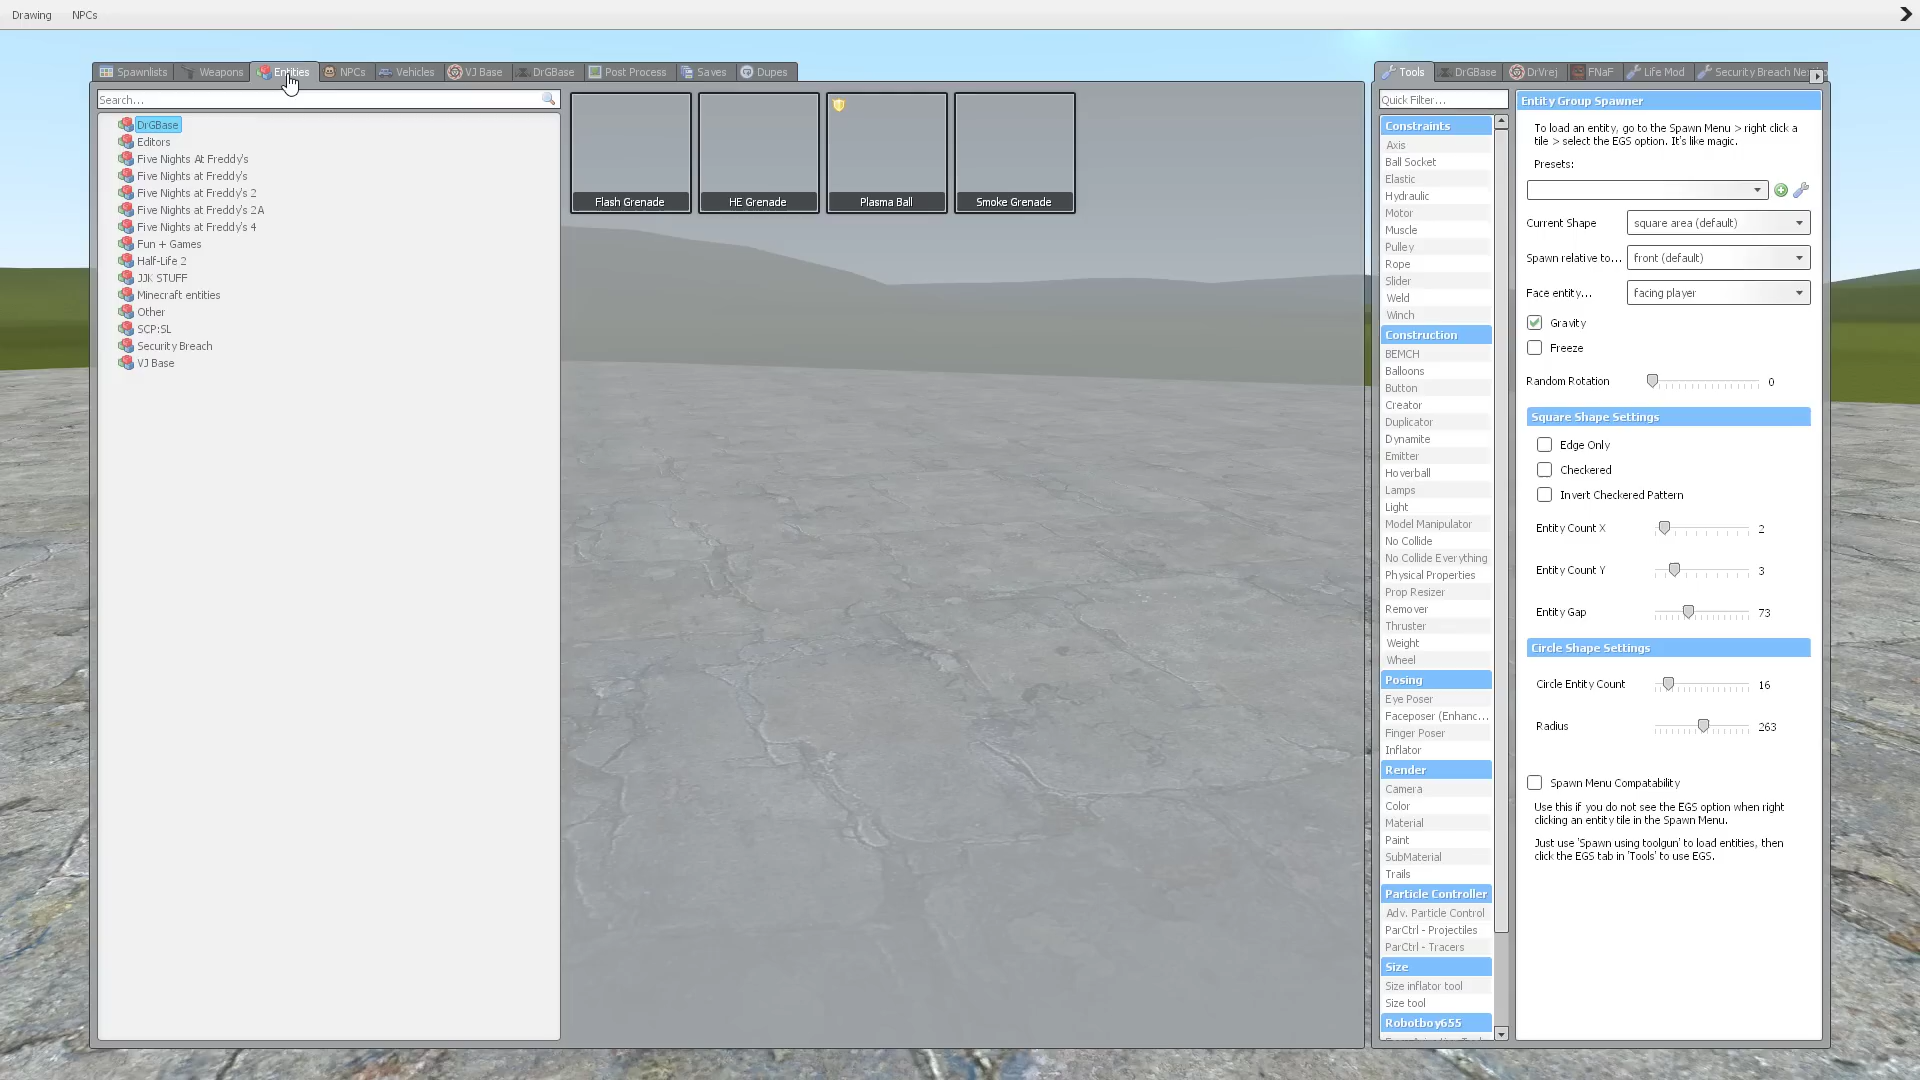 Drawing NPCs
Spawnlists Weapons Entities NPCs Vehicles VJ Base DrGBase Post Process Saves Dupes
Search...
DrGBase
Editors
Five Nights At Freddy's
Five Nights at Freddy's
Five Nights at Freddy's 2
Five Nights at Freddy's 2A
Five Nights at Freddy's 4
Fun + Games
Half-Life 2
JJK STUFF
Minecraft entities
Other
SCP:SL
Security Breach
VJ Base
Flash Grenade HE Grenade Plasma Ball Smoke Grenade
Tools DrGBase DrVrej FNaF Life Mod Security Breach
Quick Filter...
Constraints
Axis
Ball Socket
Elastic
Hydraulic
Motor
Muscle
Pulley
Rope
Slider
Weld
Winch
Construction
BEMCH
Balloons
Button
Creator
Duplicator
Dynamite
Emitter
Hoverball
Lamps
Light
Model Manipulator
No Collide
No Collide Everything
Physical Properties
Prop Resizer
Remover
Thruster
Weight
Wheel
Posing
Eye Poser
Faceposer (Enhanc...
Finger Poser
Inflator
Render
Camera
Color
Material
Paint
SubMaterial
Trails
Particle Controller
Adv. Particle Control
ParCtrl - Projectiles
ParCtrl - Tracers
Size
Size inflator tool
Size tool
Robotboy655
Entity Group Spawner
To load an entity, go to the Spawn Menu > right click a
tile > select the EGS option. It's like magic.
Presets:
Current Shape square area (default)
Spawn relative to... front (default)
Face entity... facing player
Gravity
Freeze
Random Rotation 0
Square Shape Settings
Edge Only
Checkered
Invert Checkered Pattern
Entity Count X 2
Entity Count Y 3
Entity Gap 73
Circle Shape Settings
Circle Entity Count 16
Radius 263
Spawn Menu Compatability
Use this if you do not see the EGS option when right
clicking an entity tile in the Spawn Menu.
Just use 'Spawn using toolgun' to load entities, then
click the EGS tab in 'Tools' to use EGS.